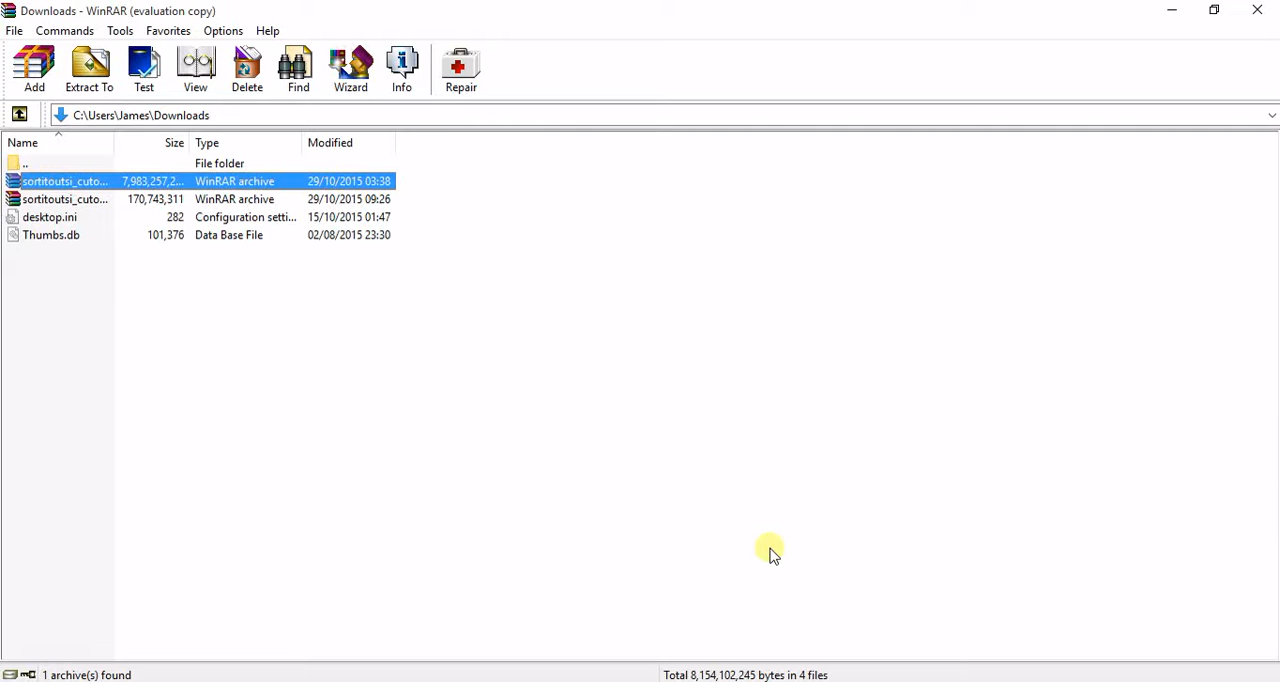 Downloads - WinRAR (evaluation copy)
File Commands Tools Favorites Options Help
Add Extract To Test View Delete Find Wizard Info Repair
C:\Users\James\Downloads
Name Size Type Modified
.. File folder
sortitoutsi_cuto... 7,983,257,2... WinRAR archive 29/10/2015 03:38
sortitoutsi_cuto... 170,743,311 WinRAR archive 29/10/2015 09:26
desktop.ini 282 Configuration setti... 15/10/2015 01:47
Thumbs.db 101,376 Data Base File 02/08/2015 23:30
1 archive(s) found Total 8,154,102,245 bytes in 4 files